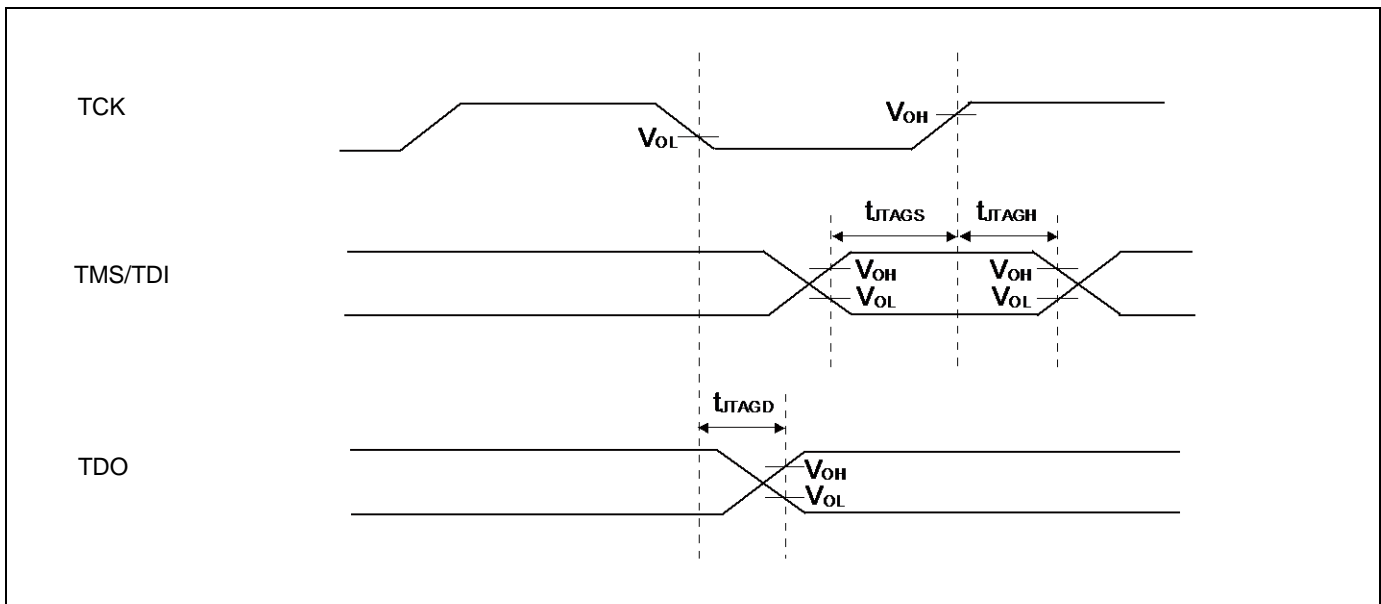 TCK
VOL
VOH
tJTAGS
tJTAGH
TMS/TDI
VOH
VOL
VOH
VOL
tJTAGD
TDO
VOH
VOL